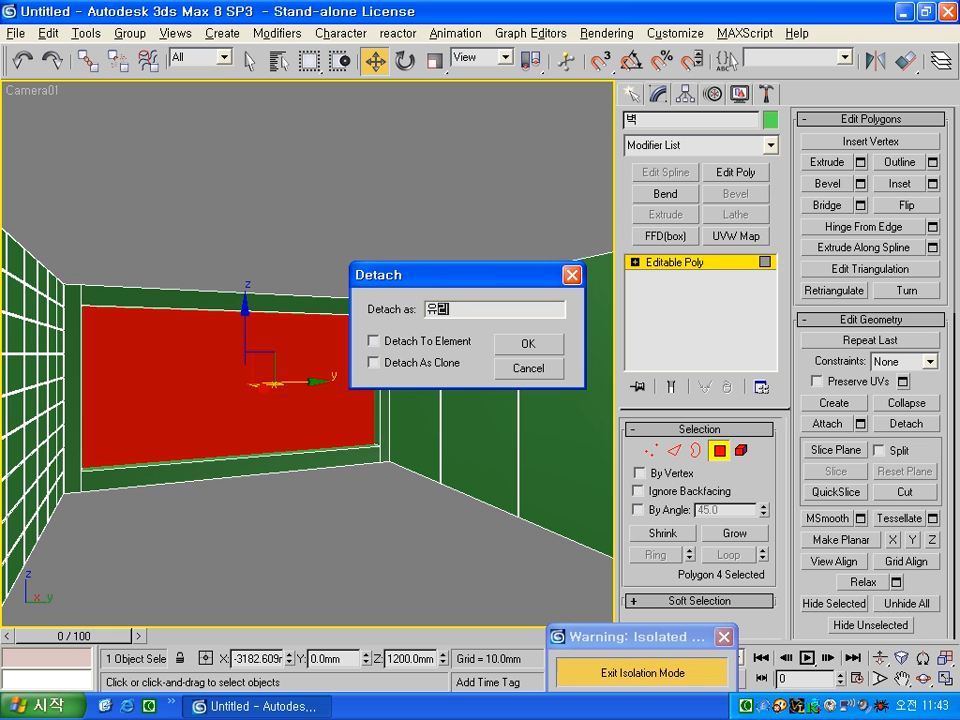 Untitled - Autodesk 3ds Max 8 SP3 - Stand-alone License
File Edit Tools Group Views Create Modifiers Character reactor Animation Graph Editors Rendering Customize MAXScript Help
All View
Camera01
벽
Modifier List
Edit Spline Edit Poly
Bend Bevel
Extrude Lathe
FFD(box) UVW Map
Editable Poly
Selection
By Vertex
Ignore Backfacing
By Angle: 45.0
Shrink Grow
Ring Loop
Polygon 4 Selected
Soft Selection
Edit Polygons
Insert Vertex
Extrude Outline
Bevel Inset
Bridge Flip
Hinge From Edge
Extrude Along Spline
Edit Triangulation
Retriangulate Turn
Edit Geometry
Repeat Last
Constraints: None
Preserve UVs
Create Collapse
Attach Detach
Slice Plane Split
Slice Reset Plane
QuickSlice Cut
MSmooth Tessellate
Make Planar X Y Z
View Align Grid Align
Relax
Hide Selected Unhide All
Hide Unselected
Detach
Detach as:
Detach To Element OK
Detach As Clone Cancel
z
y
x
z
x y
0 / 100
Warning: Isolated ...
Exit Isolation Mode
1 Object Sele X: -3182.609r Y: 0.0mm Z: 1200.0mm Grid = 10.0mm
Click or click-and-drag to select objects Add Time Tag
0
시작 Untitled - Autodes... 오전 11:43